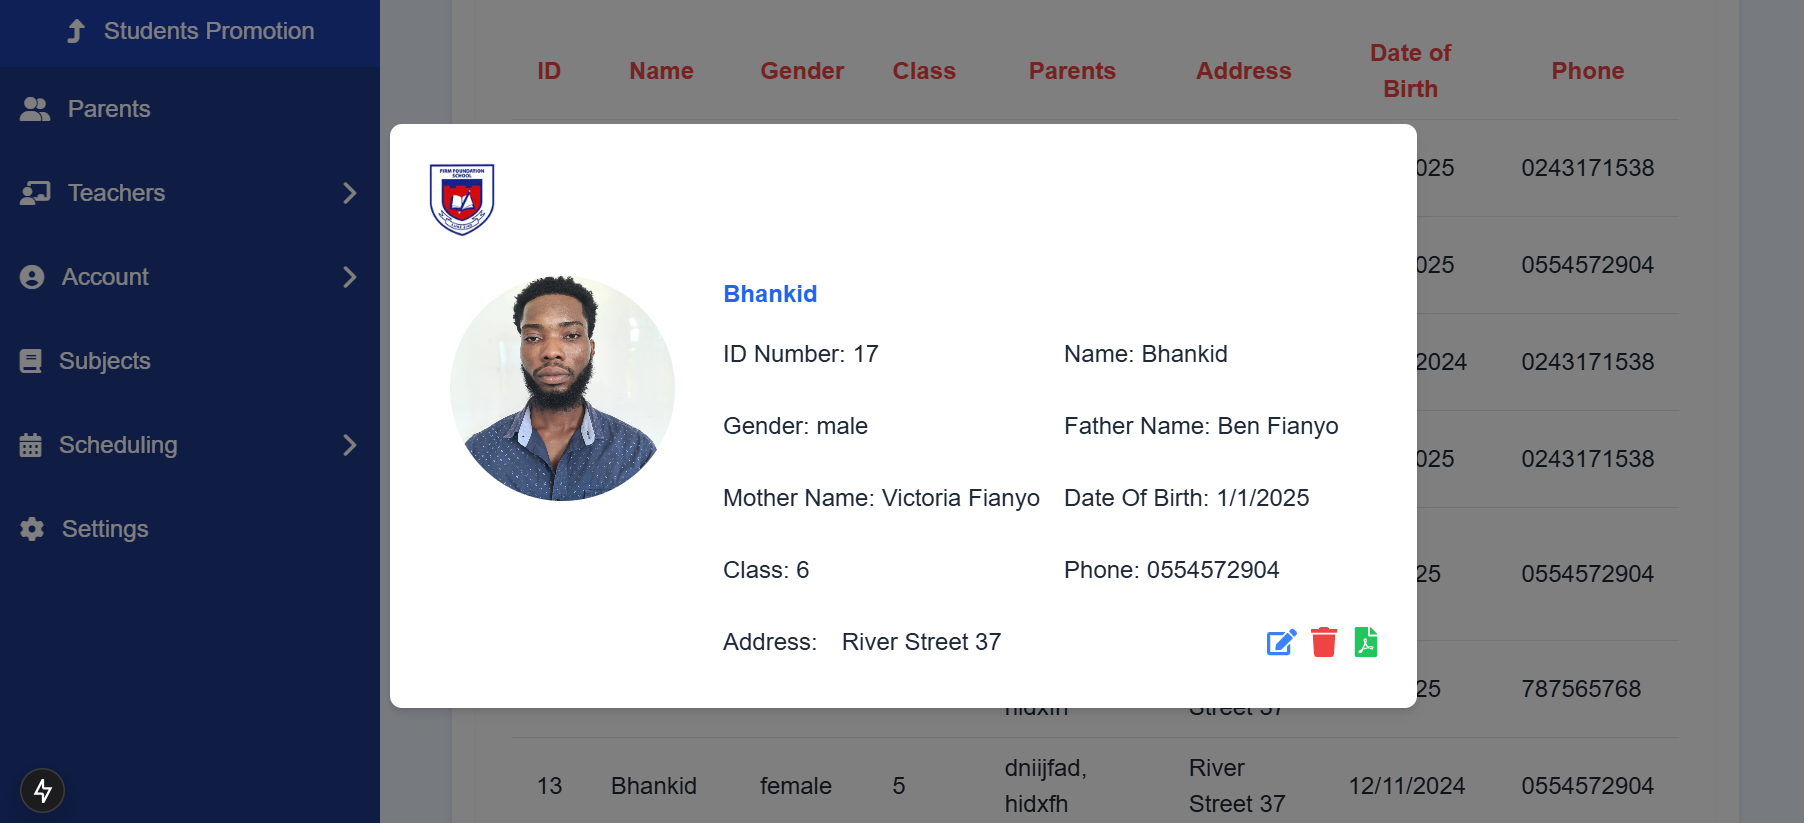 Students Promotion
Parents
Teachers
Account
Subjects
Scheduling
Settings
ID Name Gender Class Parents Address Date of Birth Phone
025 0243171538
025 0554572904
2024 0243171538
025 0243171538
25 0554572904
25 787565768
hidxfh Street 37
13 Bhankid female 5 dniijfad, hidxfh River Street 37 12/11/2024 0554572904
FIRM FOUNDATION
SCHOOL
Bhankid
ID Number: 17 Name: Bhankid
Gender: male Father Name: Ben Fianyo
Mother Name: Victoria Fianyo Date Of Birth: 1/1/2025
Class: 6 Phone: 0554572904
Address: River Street 37